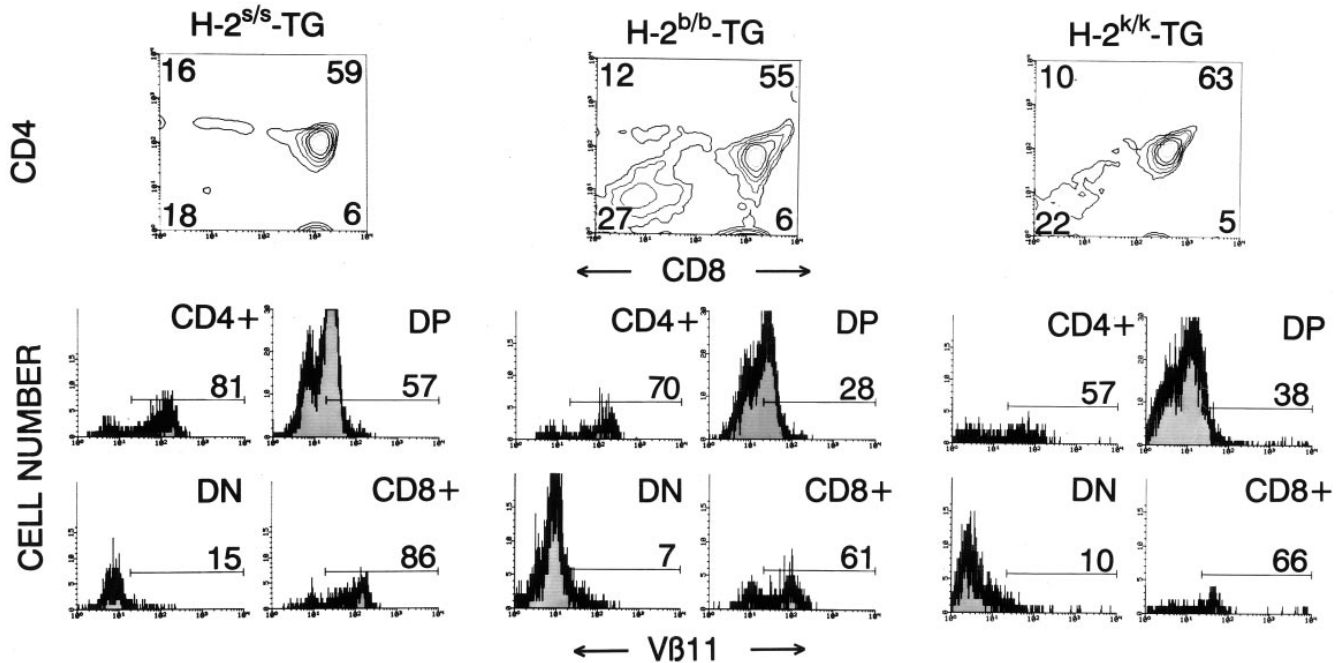 H-2s/s-TG
H-2b/b-TG
H-2k/k-TG
CD4
16 59
18 6
12 55
27 6
10 63
22 5
CD8
CELL NUMBER
CD4+
81
DP
57
CD4+
70
DP
28
CD4+
57
DP
38
DN
15
CD8+
86
DN
7
CD8+
61
DN
10
CD8+
66
Vß11